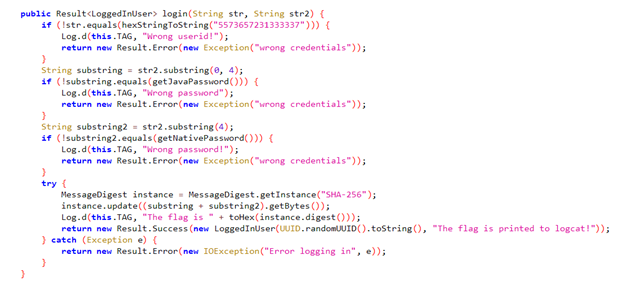 public Result<LoggedInUser> login(String str, String str2) {
if (!str.equals(hexStringToString("5573657231333337"))) {
Log.d(this.TAG, "Wrong userid!");
return new Result.Error(new Exception("wrong credentials"));
}
String substring = str2.substring(0, 4);
if (!substring.equals(getJavaPassword())) {
Log.d(this.TAG, "Wrong password");
return new Result.Error(new Exception("wrong credentials"));
}
String substring2 = str2.substring(4);
if (!substring2.equals(getNativePassword())) {
Log.d(this.TAG, "Wrong password!");
return new Result.Error(new Exception("wrong credentials"));
}
try {
MessageDigest instance = MessageDigest.getInstance("SHA-256");
instance.update((substring + substring2).getBytes());
Log.d(this.TAG, "The flag is " + toHex(instance.digest()));
return new Result.Success(new LoggedInUser(UUID.randomUUID().toString(), "The flag is printed to logcat!"));
} catch (Exception e) {
return new Result.Error(new IOException("Error logging in", e));
}
}